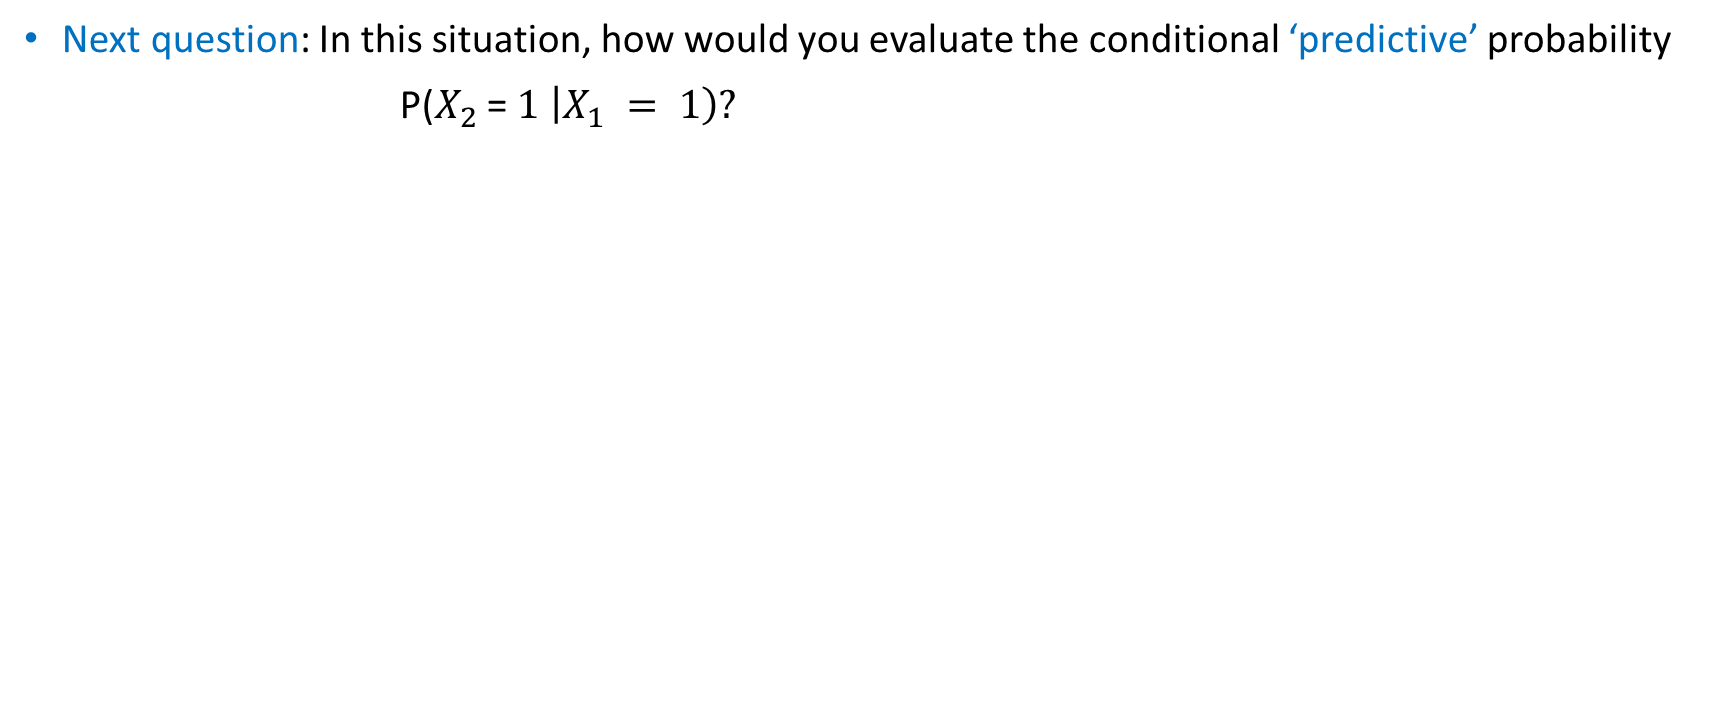 • Next question: In this situation, how would you evaluate the conditional ‘predictive’ probability
P(X₂ = 1 |X₁ = 1)?